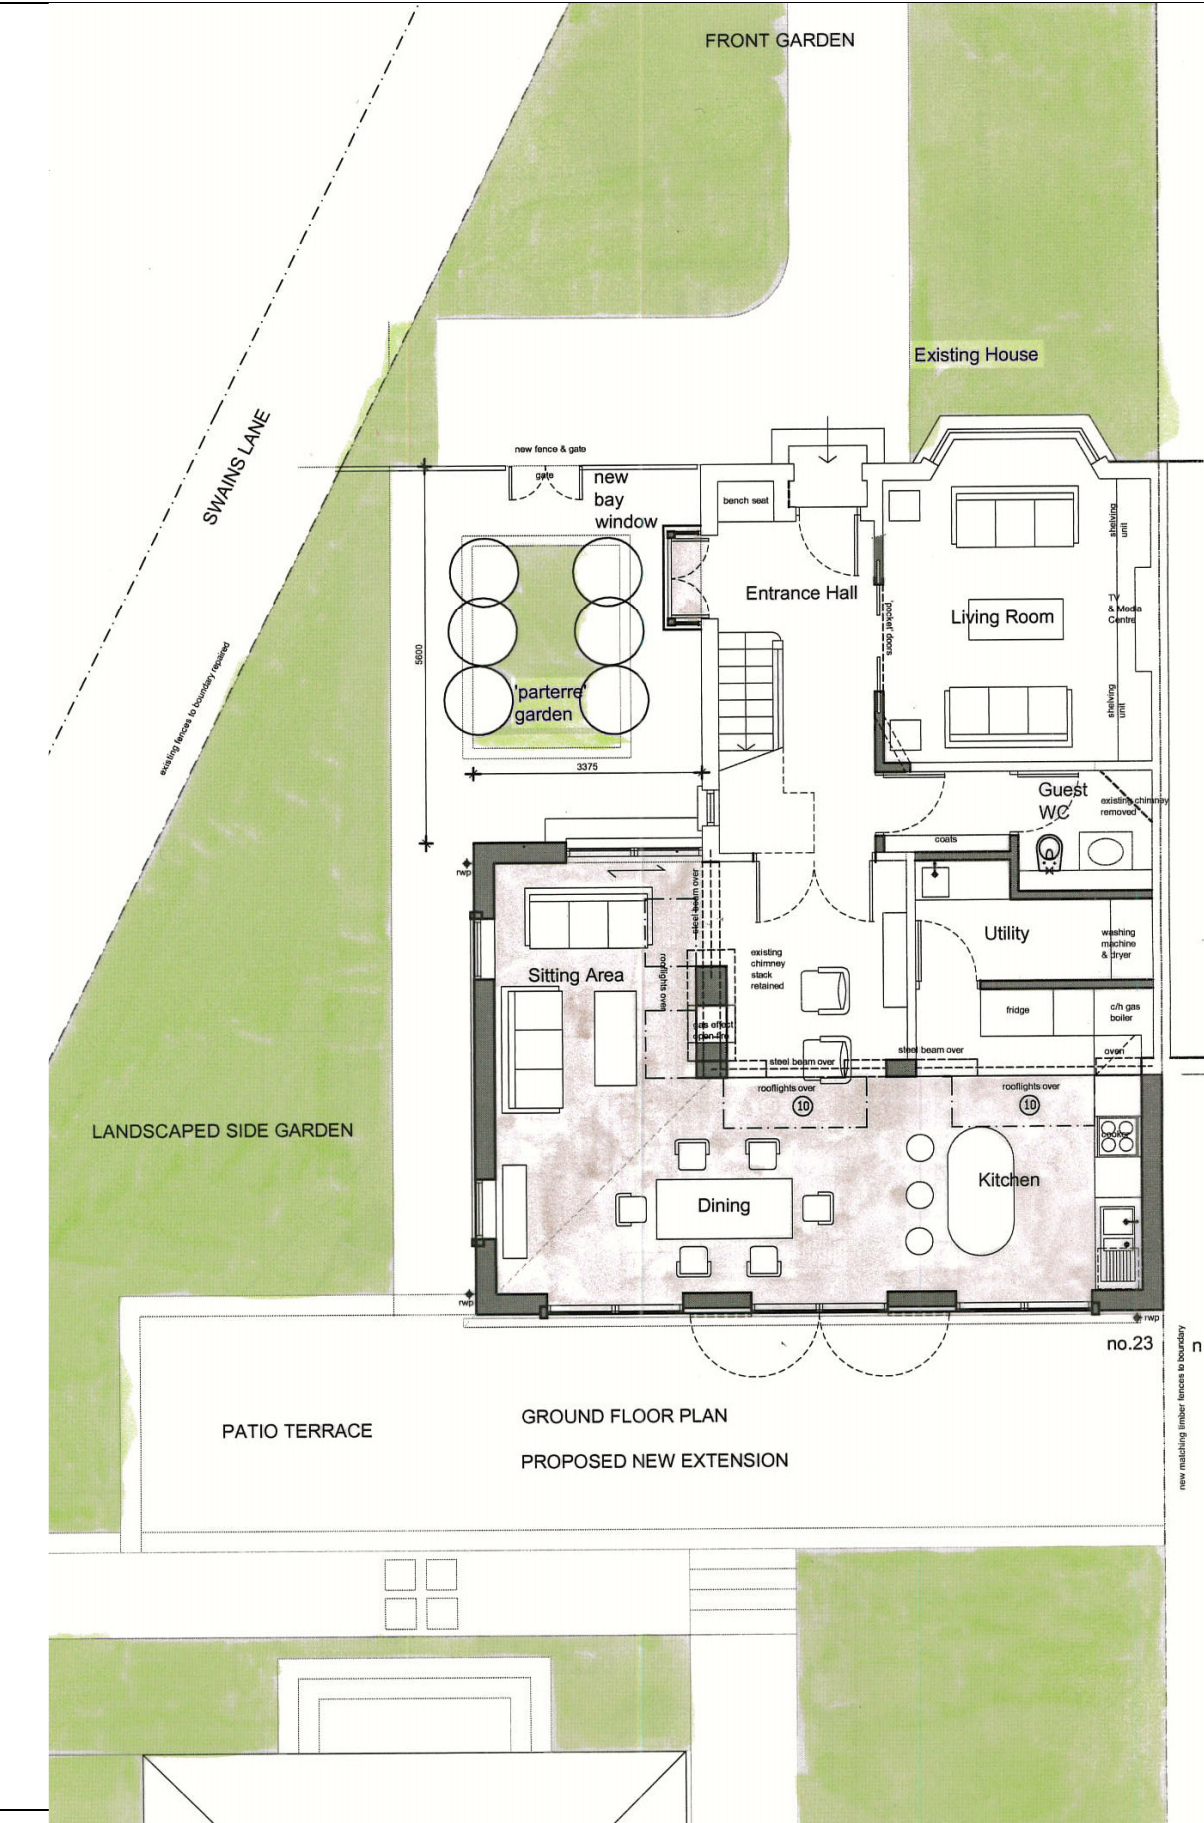 FRONT GARDEN
Existing House
SWAINS LANE
new fence & gate
gate
new
bay
window
bench seat
shelving
unit
Entrance Hall
'pocket' doors
Living Room
TV
& Media
Centre
5600
existing fences to boundary repaired
'parterre'
garden
shelving
unit
3375
Guest
WC
existing chimney
removed
coats
rwp
steel beam over
Utility
washing
machine
& dryer
existing
chimney
stack
retained
Sitting Area
rooflights over
fridge
c/h gas
boiler
gas effect
open fire
steel beam over
steel beam over
oven
rooflights over
10
rooflights over
10
LANDSCAPED SIDE GARDEN
cooker
Kitchen
Dining
rwp
rwp
no.23
n
new matching timber fences to boundary
PATIO TERRACE
GROUND FLOOR PLAN
PROPOSED NEW EXTENSION